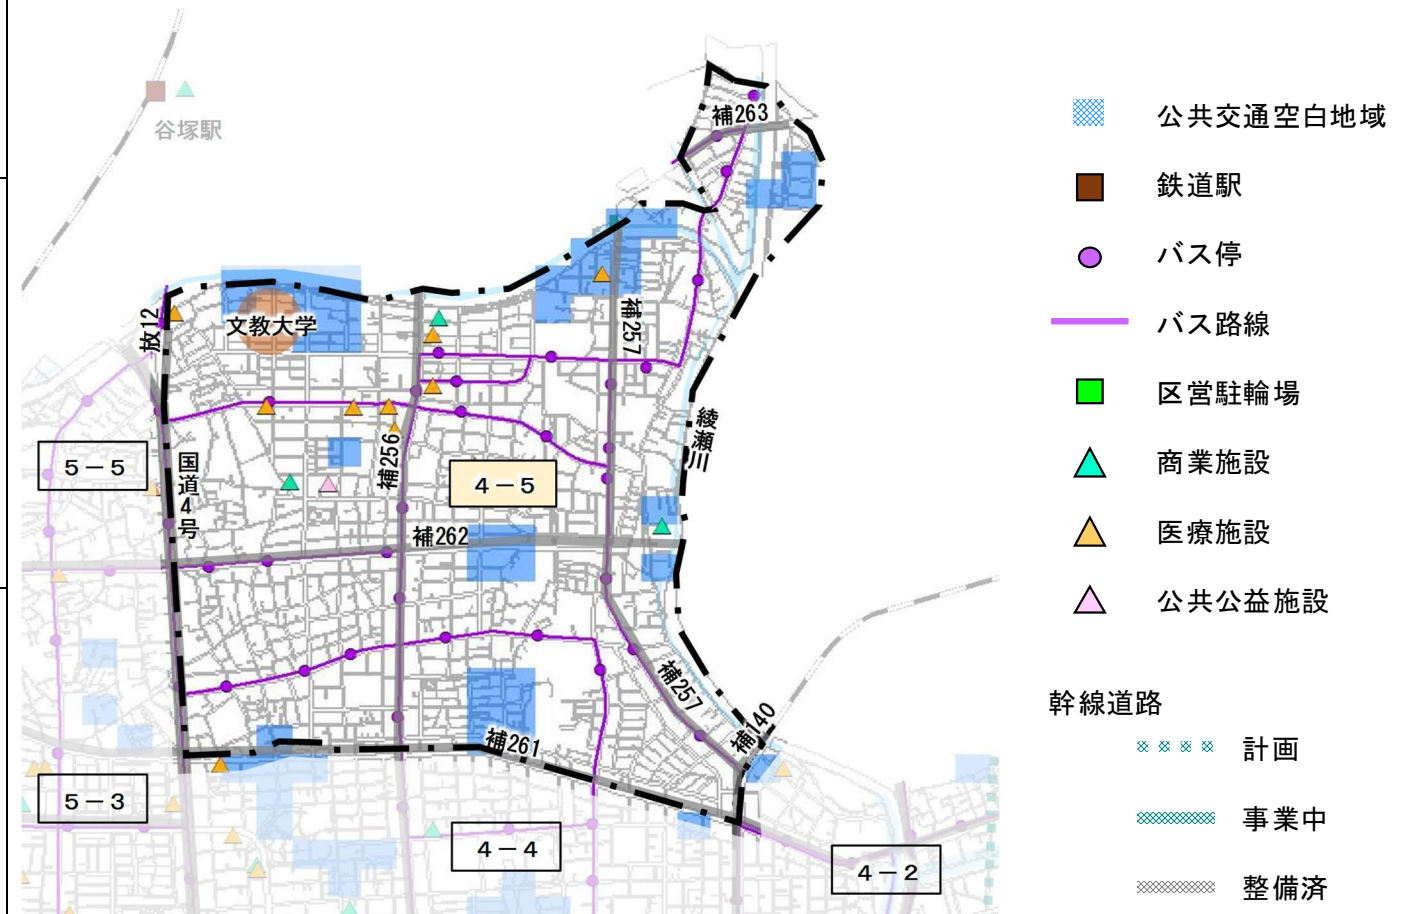 谷塚駅
補263
文教大学
放12
補257
綾瀬川
5－5
国道4号
補256
4－5
補262
補257
補140
補261
5－3
4－4
4－2
公共交通空白地域
鉄道駅
バス停
バス路線
区営駐輪場
商業施設
医療施設
公共公益施設
幹線道路
計画
事業中
整備済